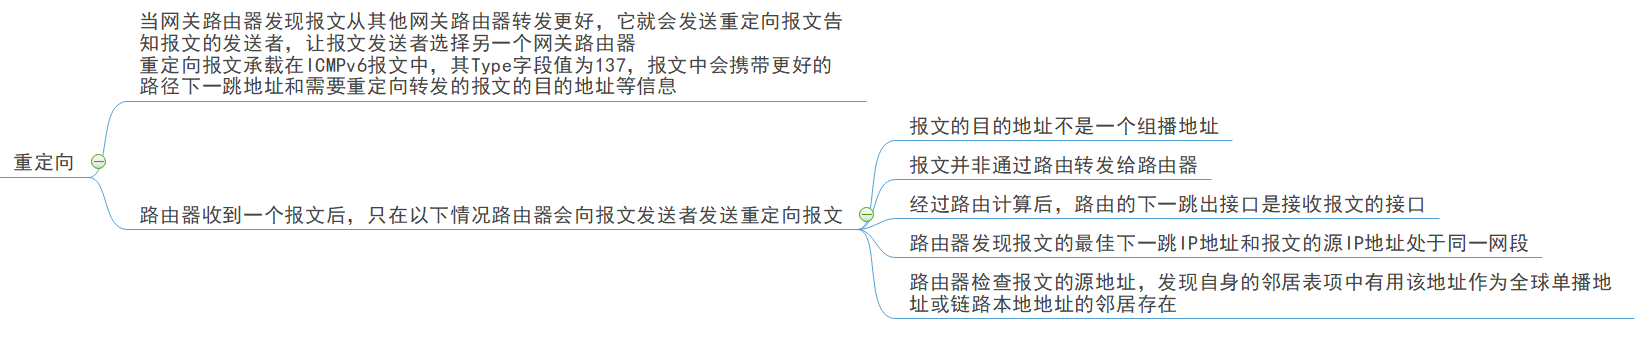 当网关路由器发现报文从其他网关路由器转发更好，它就会发送重定向报文告
知报文的发送者，让报文发送者选择另一个网关路由器
重定向报文承载在ICMPv6报文中，其Type字段值为137，报文中会携带更好的
路径下一跳地址和需要重定向转发的报文的目的地址等信息
重定向
路由器收到一个报文后，只在以下情况路由器会向报文发送者发送重定向报文
报文的目的地址不是一个组播地址
报文并非通过路由转发给路由器
经过路由计算后，路由的下一跳出接口是接收报文的接口
路由器发现报文的最佳下一跳IP地址和报文的源IP地址处于同一网段
路由器检查报文的源地址，发现自身的邻居表项中有用该地址作为全球单播地
址或链路本地地址的邻居存在